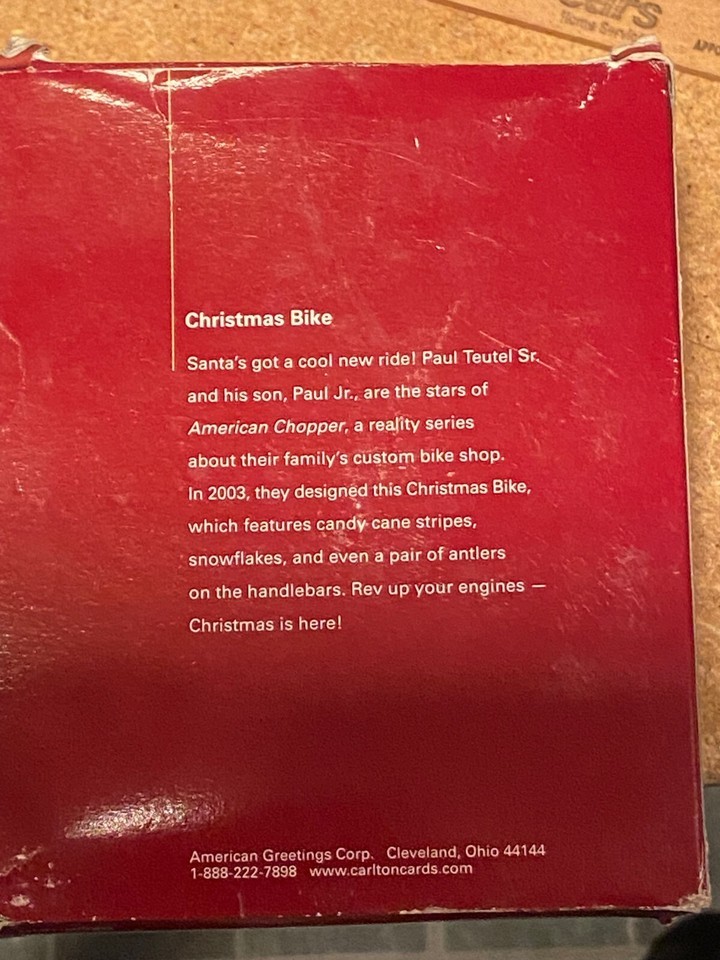 Home Servic
Christmas Bike
Santa's got a cool new ride! Paul Teutel Sr.
and his son, Paul Jr., are the stars of
American Chopper, a reality series
about their family's custom bike shop.
In 2003, they designed this Christmas Bike,
which features candy cane stripes,
snowflakes, and even a pair of antlers
on the handlebars. Rev up your engines —
Christmas is here!
American Greetings Corp. Cleveland, Ohio 44144
1-888-222-7898 www.carltoncards.com